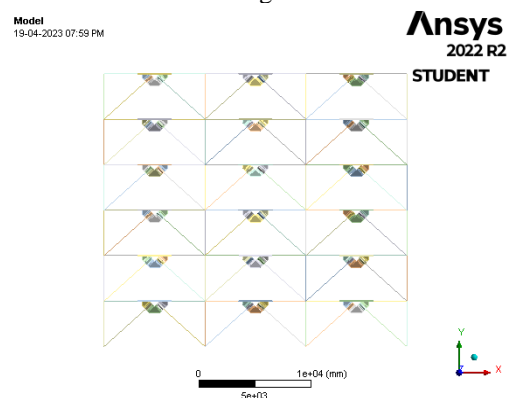 Model
19-04-2023 07:59 PM
Ansys
2022 R2
STUDENT
Y
X
0
1e+04 (mm)
5e+03